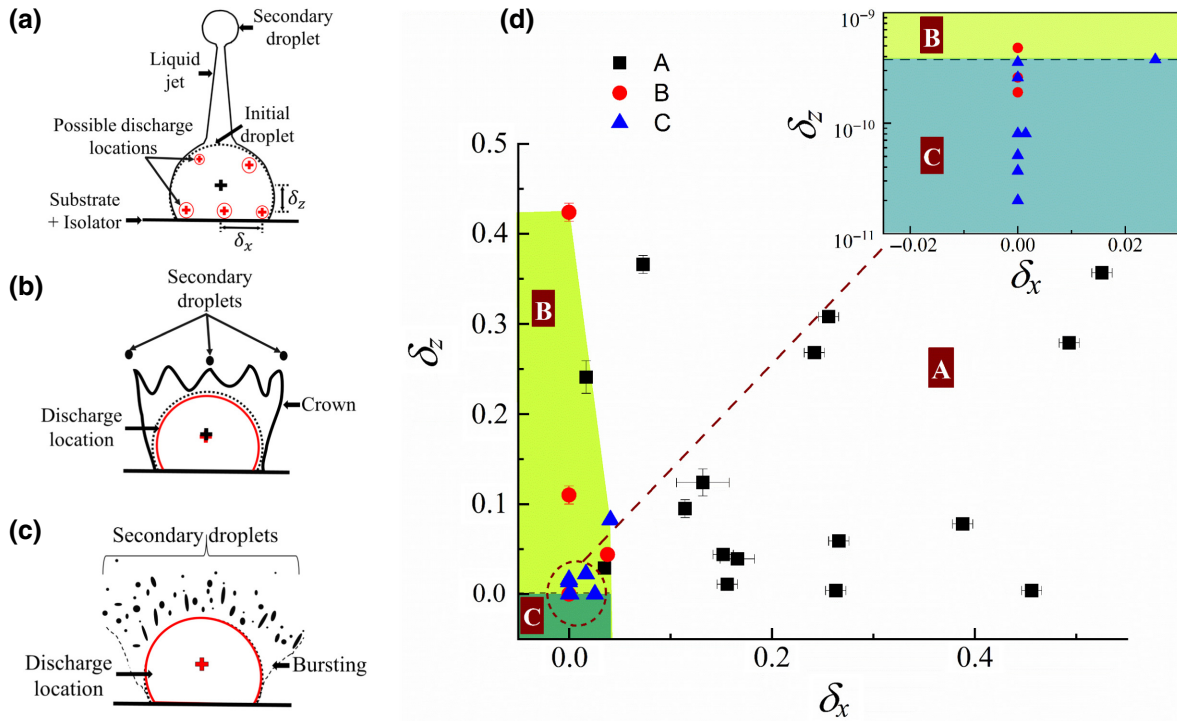 (a)
Secondary
droplet
Liquid
jet
Initial
droplet
Possible discharge
locations
Substrate
+ Isolator
δz
δx
(b)
Secondary
droplets
Discharge
location
Crown
(c)
Secondary droplets
Discharge
location
Bursting
(d)
A
B
C
0.5
0.4
0.3
0.2
0.1
0.0
δz
0.0
0.2
0.4
δx
B
C
A
10⁻⁹
10⁻¹⁰
10⁻¹¹
δz
−0.02
0.00
0.02
δx
B
C